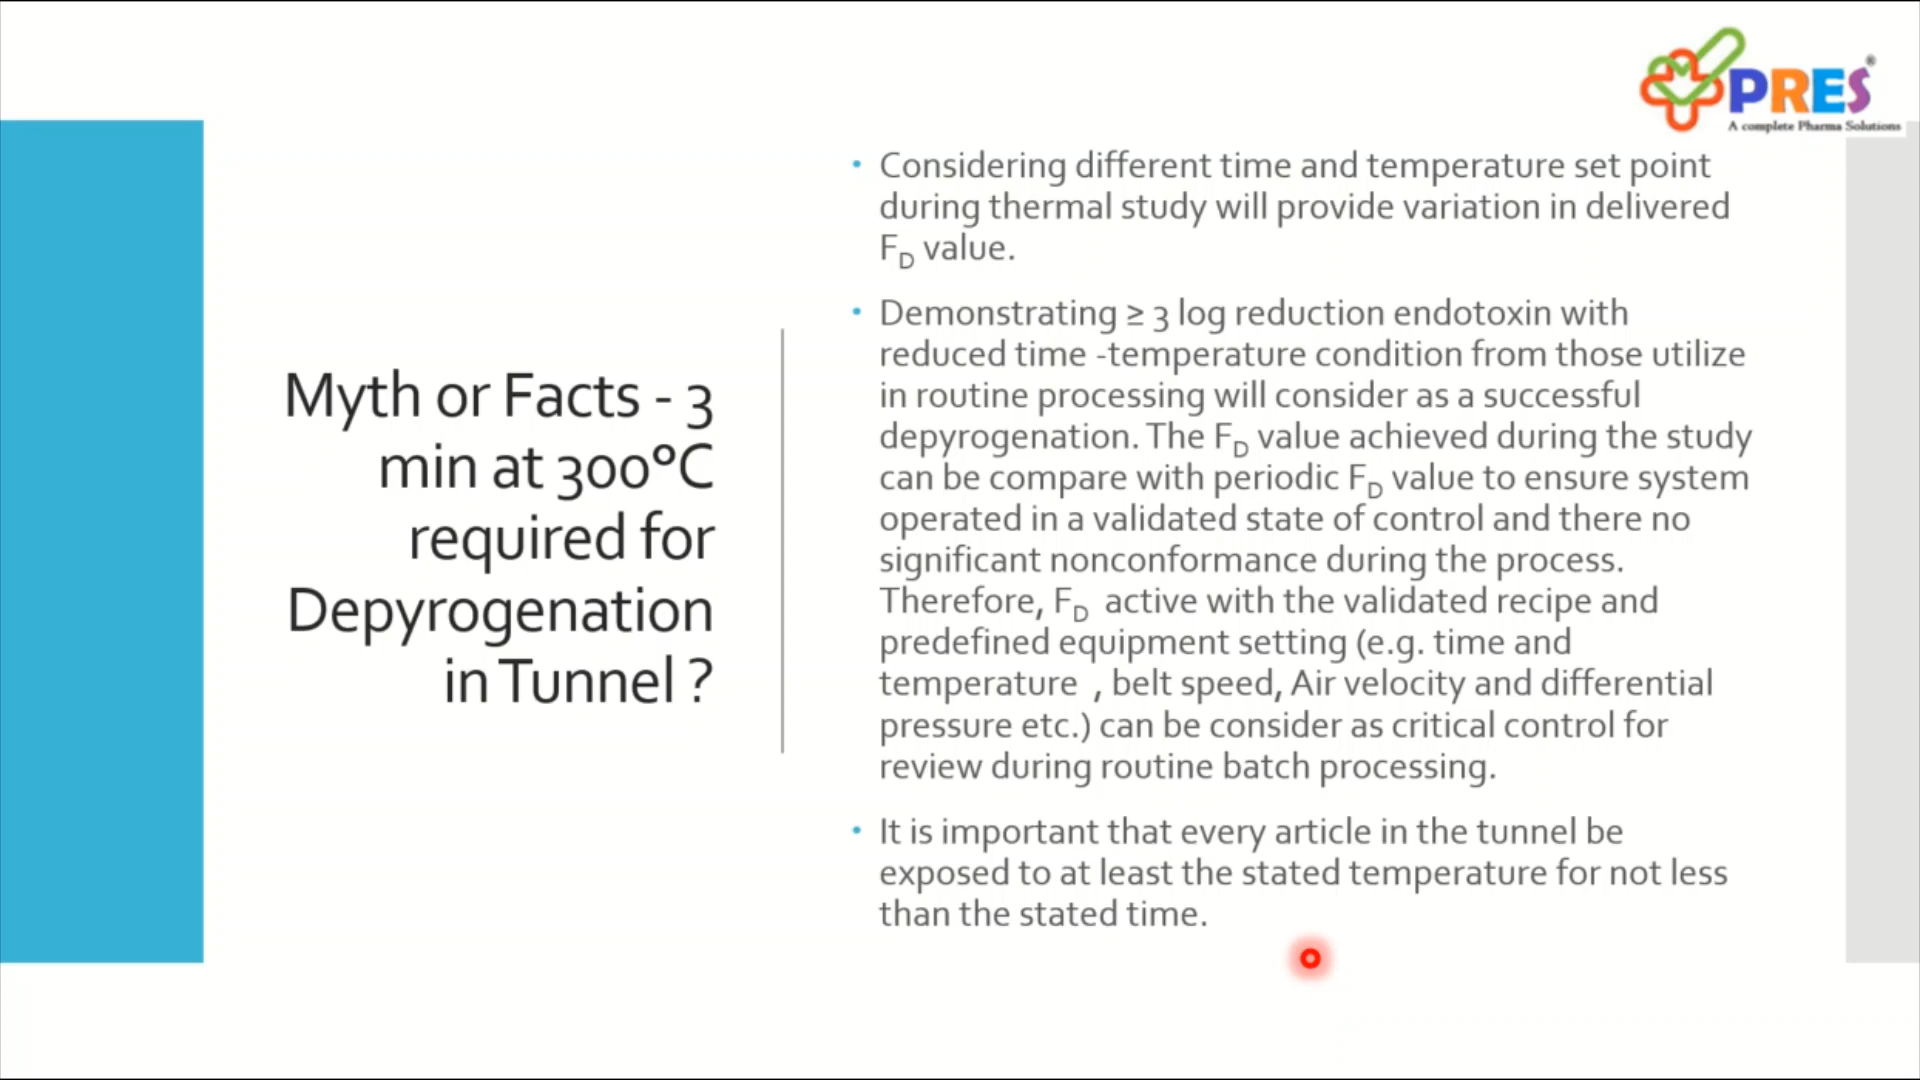 PRES®
A complete Pharma Solutions
Myth or Facts - 3
min at 300°C
required for
Depyrogenation
in Tunnel ?
• Considering different time and temperature set point
during thermal study will provide variation in delivered
F_D value.
• Demonstrating ≥ 3 log reduction endotoxin with
reduced time -temperature condition from those utilize
in routine processing will consider as a successful
depyrogenation. The F_D value achieved during the study
can be compare with periodic F_D value to ensure system
operated in a validated state of control and there no
significant nonconformance during the process.
Therefore, F_D active with the validated recipe and
predefined equipment setting (e.g. time and
temperature , belt speed, Air velocity and differential
pressure etc.) can be consider as critical control for
review during routine batch processing.
• It is important that every article in the tunnel be
exposed to at least the stated temperature for not less
than the stated time.